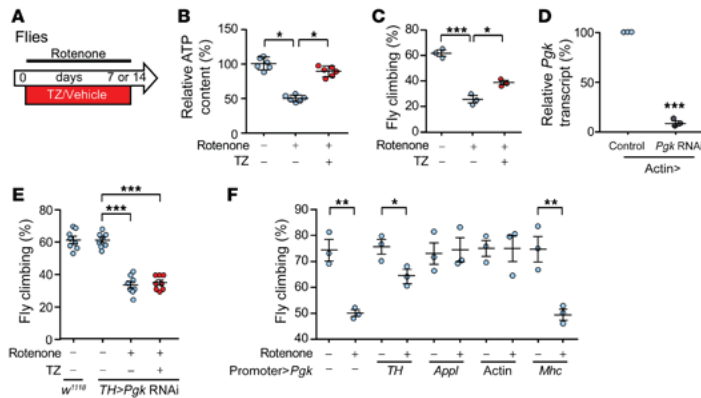 A
Flies
Rotenone
0 days 7 or 14
TZ/Vehicle
B
Relative ATP
content (%)
150
100
50
0
* *
Rotenone − + +
TZ − − +
C
Fly climbing (%)
80
60
40
20
0
*** *
Rotenone − + +
TZ − − +
D
Relative Pgk
transcript (%)
100
50
0
***
Control Pgk RNAi
Actin>
E
Fly climbing (%)
80
60
40
20
0
***
***
Rotenone − − + +
TZ − − − +
w1118 TH>Pgk RNAi
F
Fly climbing (%)
100
80
60
40
20
0
** * **
Rotenone − + − + − + − + − +
Promoter>Pgk − − TH Appl Actin Mhc